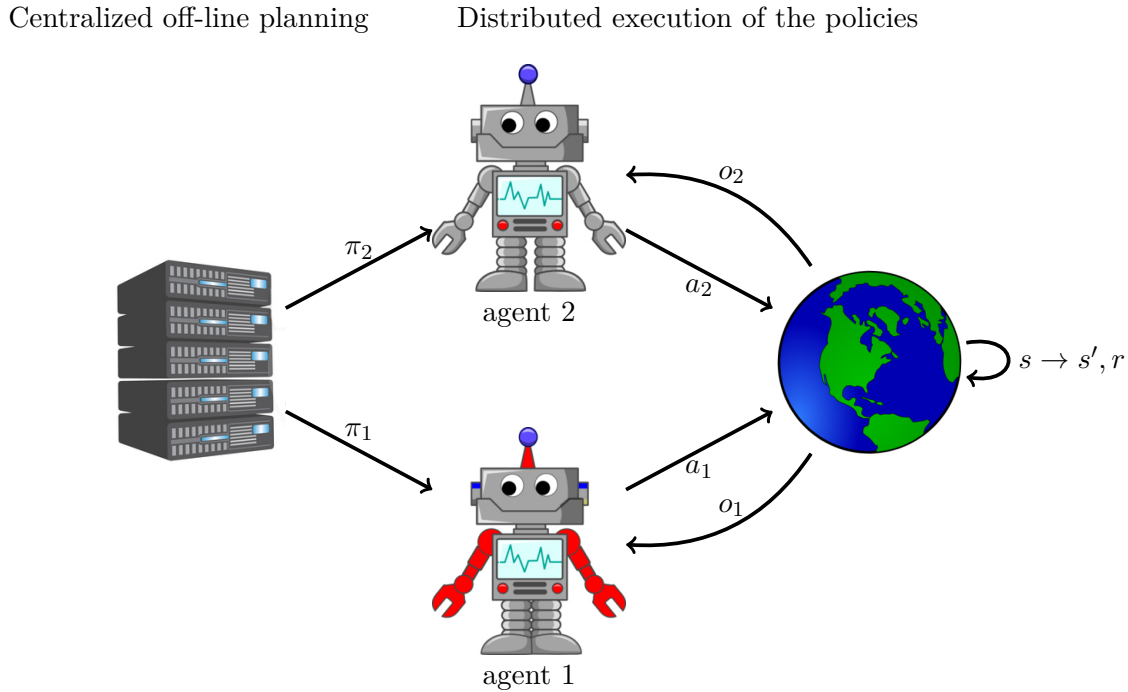 Centralized off-line planning
Distributed execution of the policies
o₂
π₂
a₂
agent 2
s → s′, r
π₁
a₁
o₁
agent 1